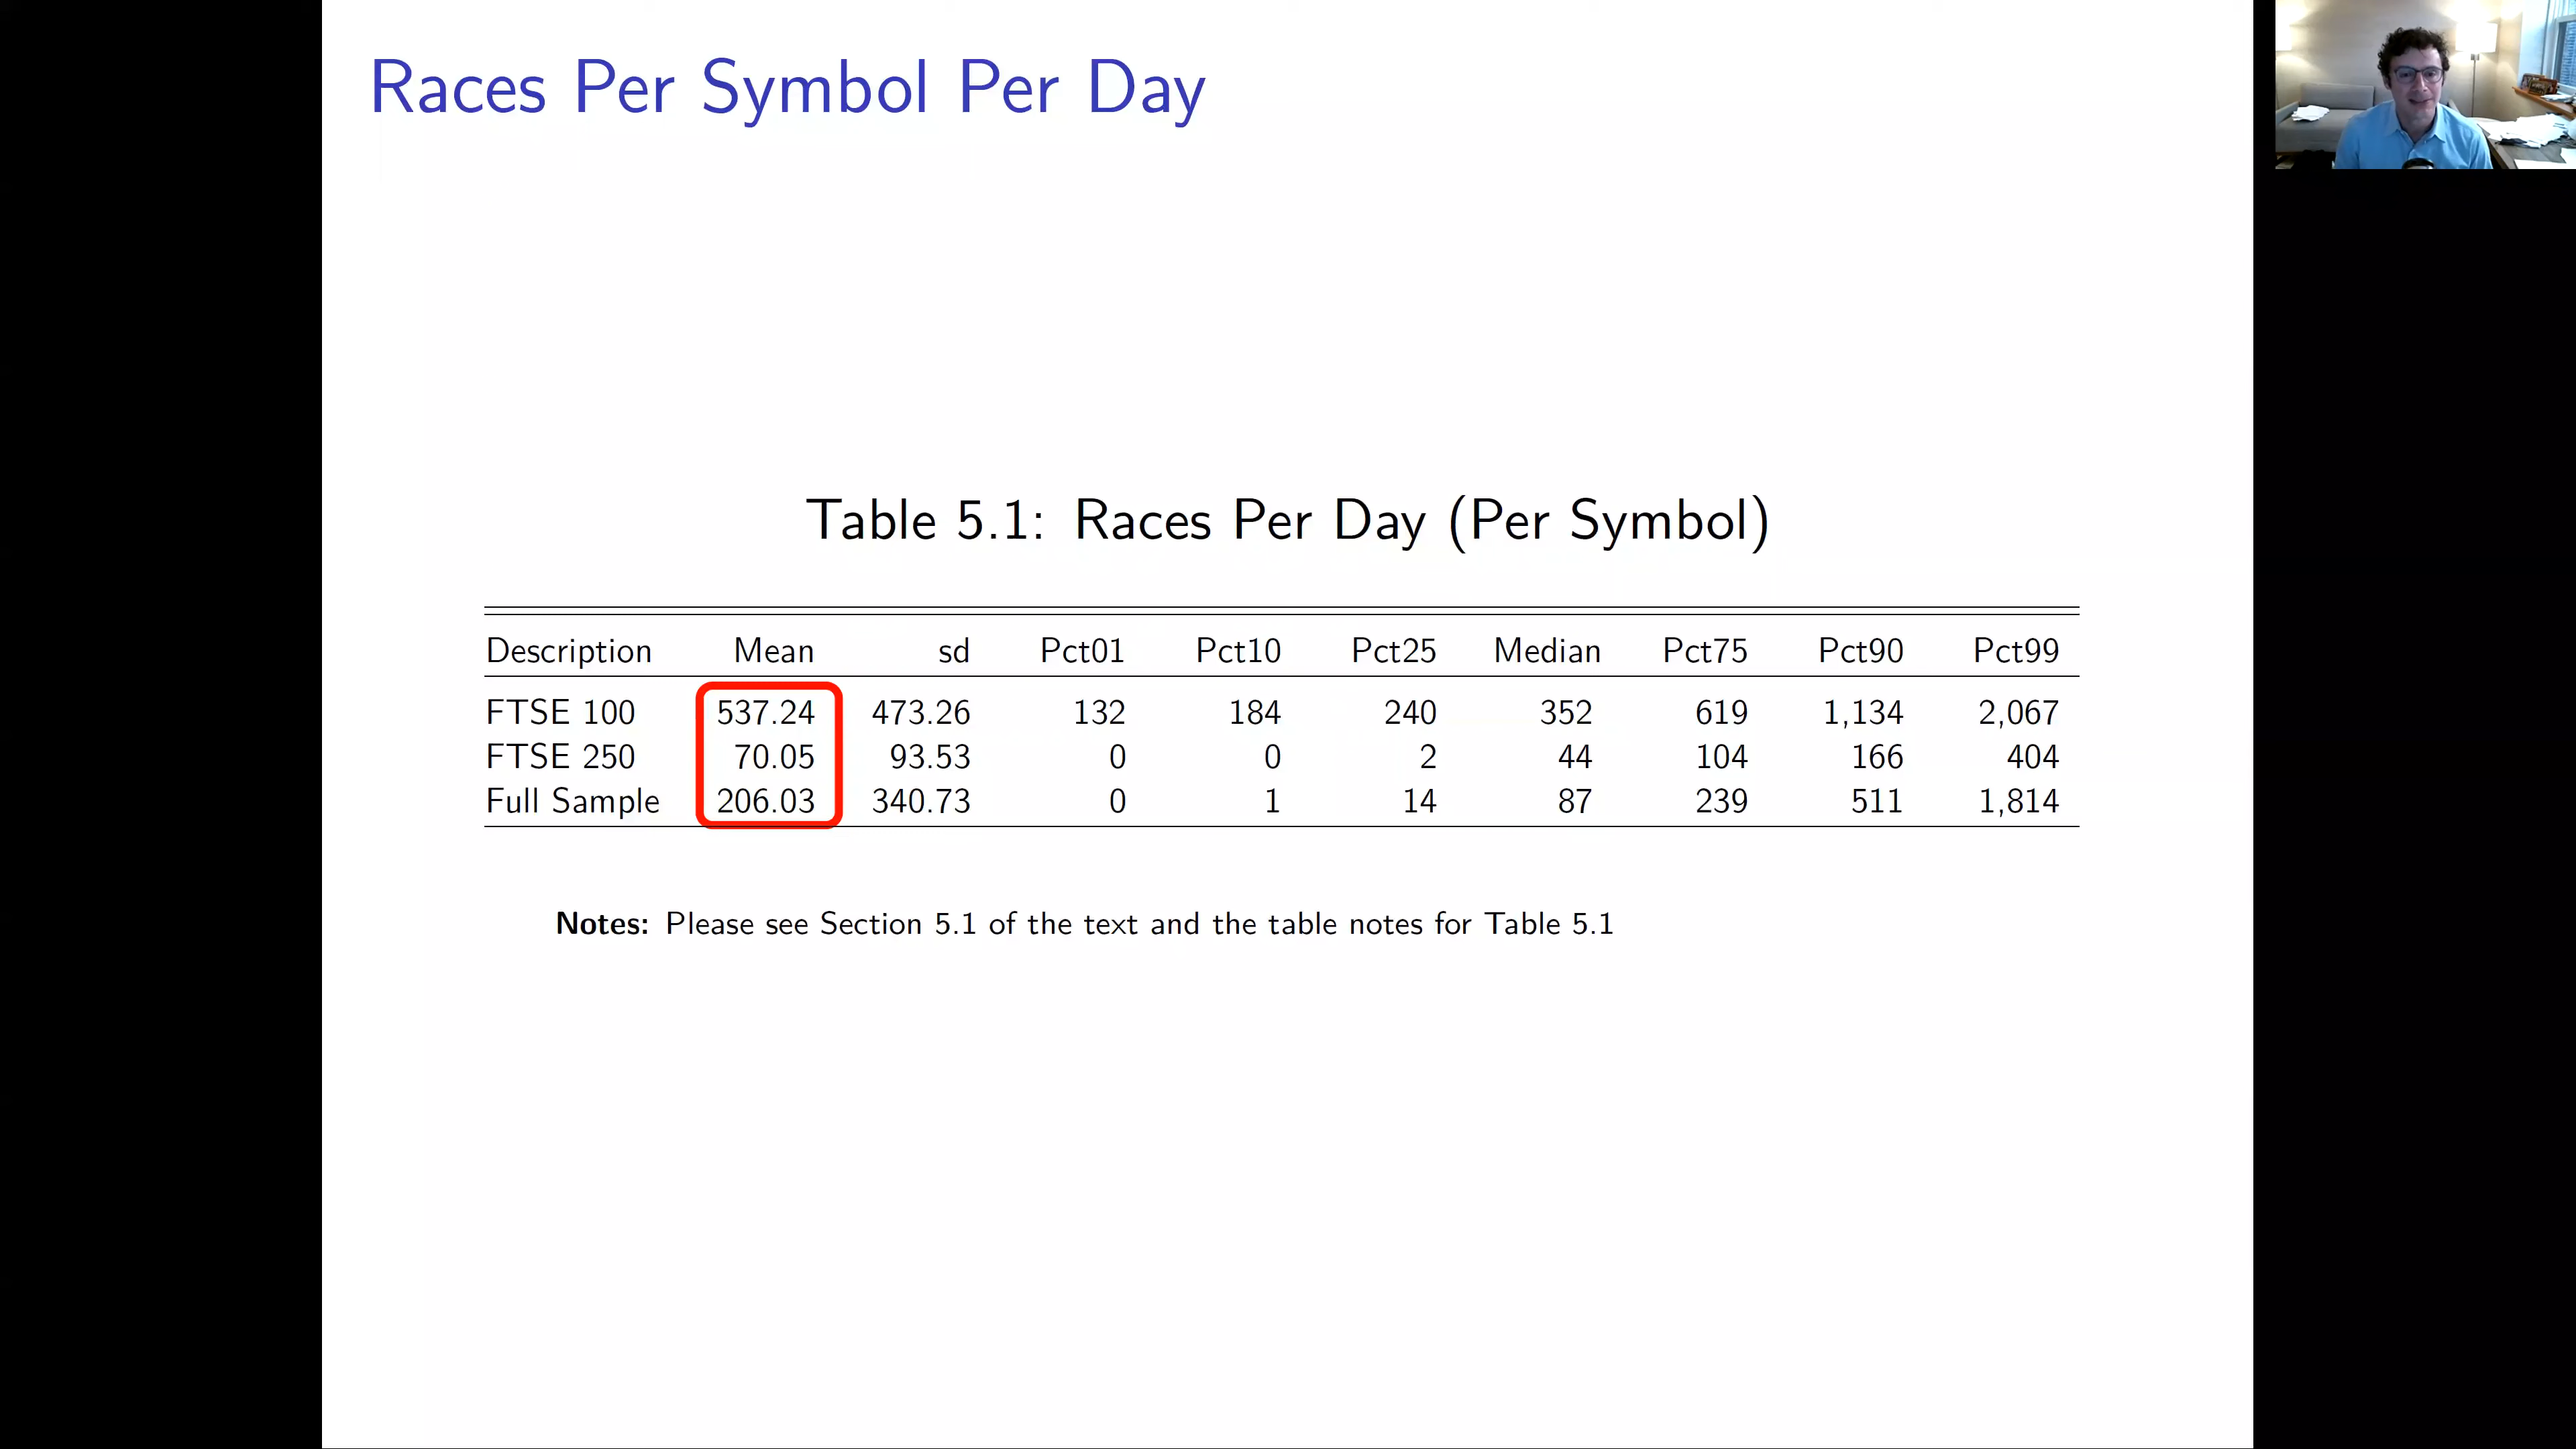 Races Per Symbol Per Day
Table 5.1: Races Per Day (Per Symbol)
Description Mean sd Pct01 Pct10 Pct25 Median Pct75 Pct90 Pct99
FTSE 100 537.24 473.26 132 184 240 352 619 1,134 2,067
FTSE 250 70.05 93.53 0 0 2 44 104 166 404
Full Sample 206.03 340.73 0 1 14 87 239 511 1,814
Notes: Please see Section 5.1 of the text and the table notes for Table 5.1